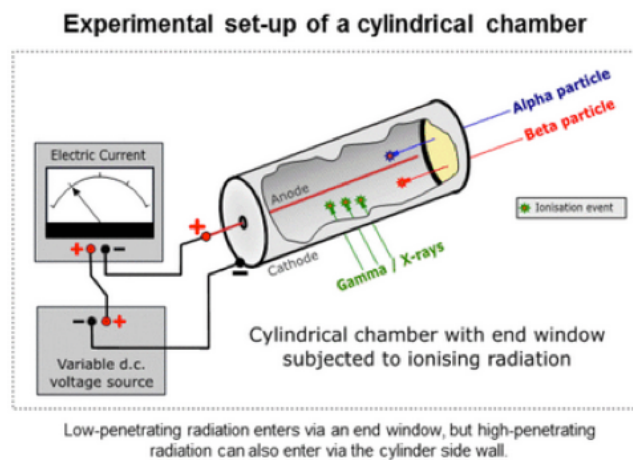 Experimental set-up of a cylindrical chamber
Electric Current
+ -
- +
Variable d.c.
voltage source
+
-
Anode
Cathode
Alpha particle
Beta particle
Gamma / X-rays
Ionisation event
Cylindrical chamber with end window
subjected to ionising radiation
Low-penetrating radiation enters via an end window, but high-penetrating
radiation can also enter via the cylinder side wall.